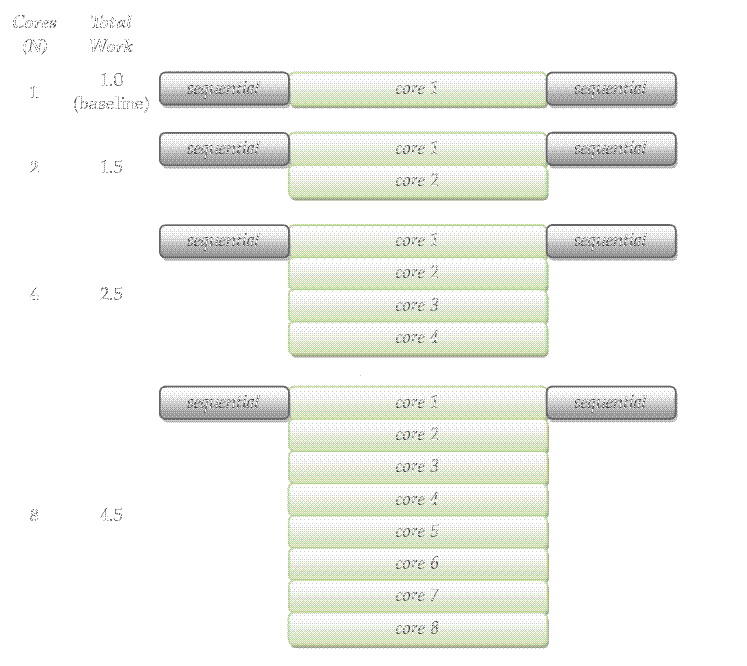 Cores Total
(N) Work
1 1.0 sequential core 1 sequential
(baseline)
sequential core 1 sequential
2 1.5
core 2
sequential core 1 sequential
core 2
4 2.5
core 3
core 4
sequential core 1 sequential
core 2
core 3
core 4
8 4.5
core 5
core 6
core 7
core 8